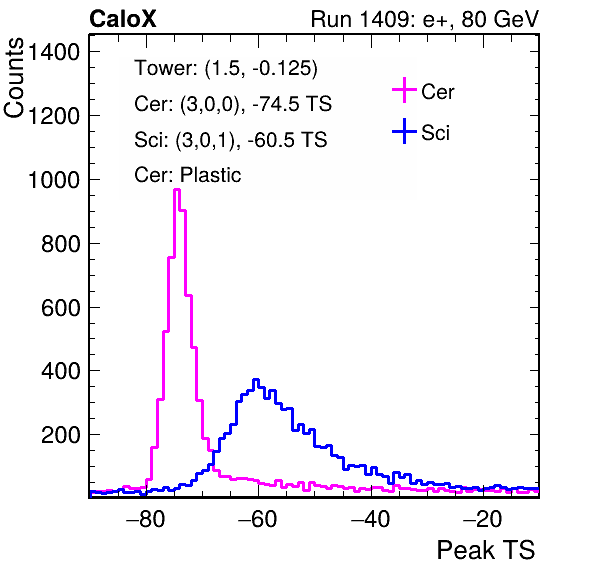 CaloX Run 1409: e+, 80 GeV
Counts
1400
1200
1000
800
600
400
200
Tower: (1.5, -0.125)
Cer: (3,0,0), -74.5 TS
Sci: (3,0,1), -60.5 TS
Cer: Plastic
Cer
Sci
−80 −60 −40 −20
Peak TS